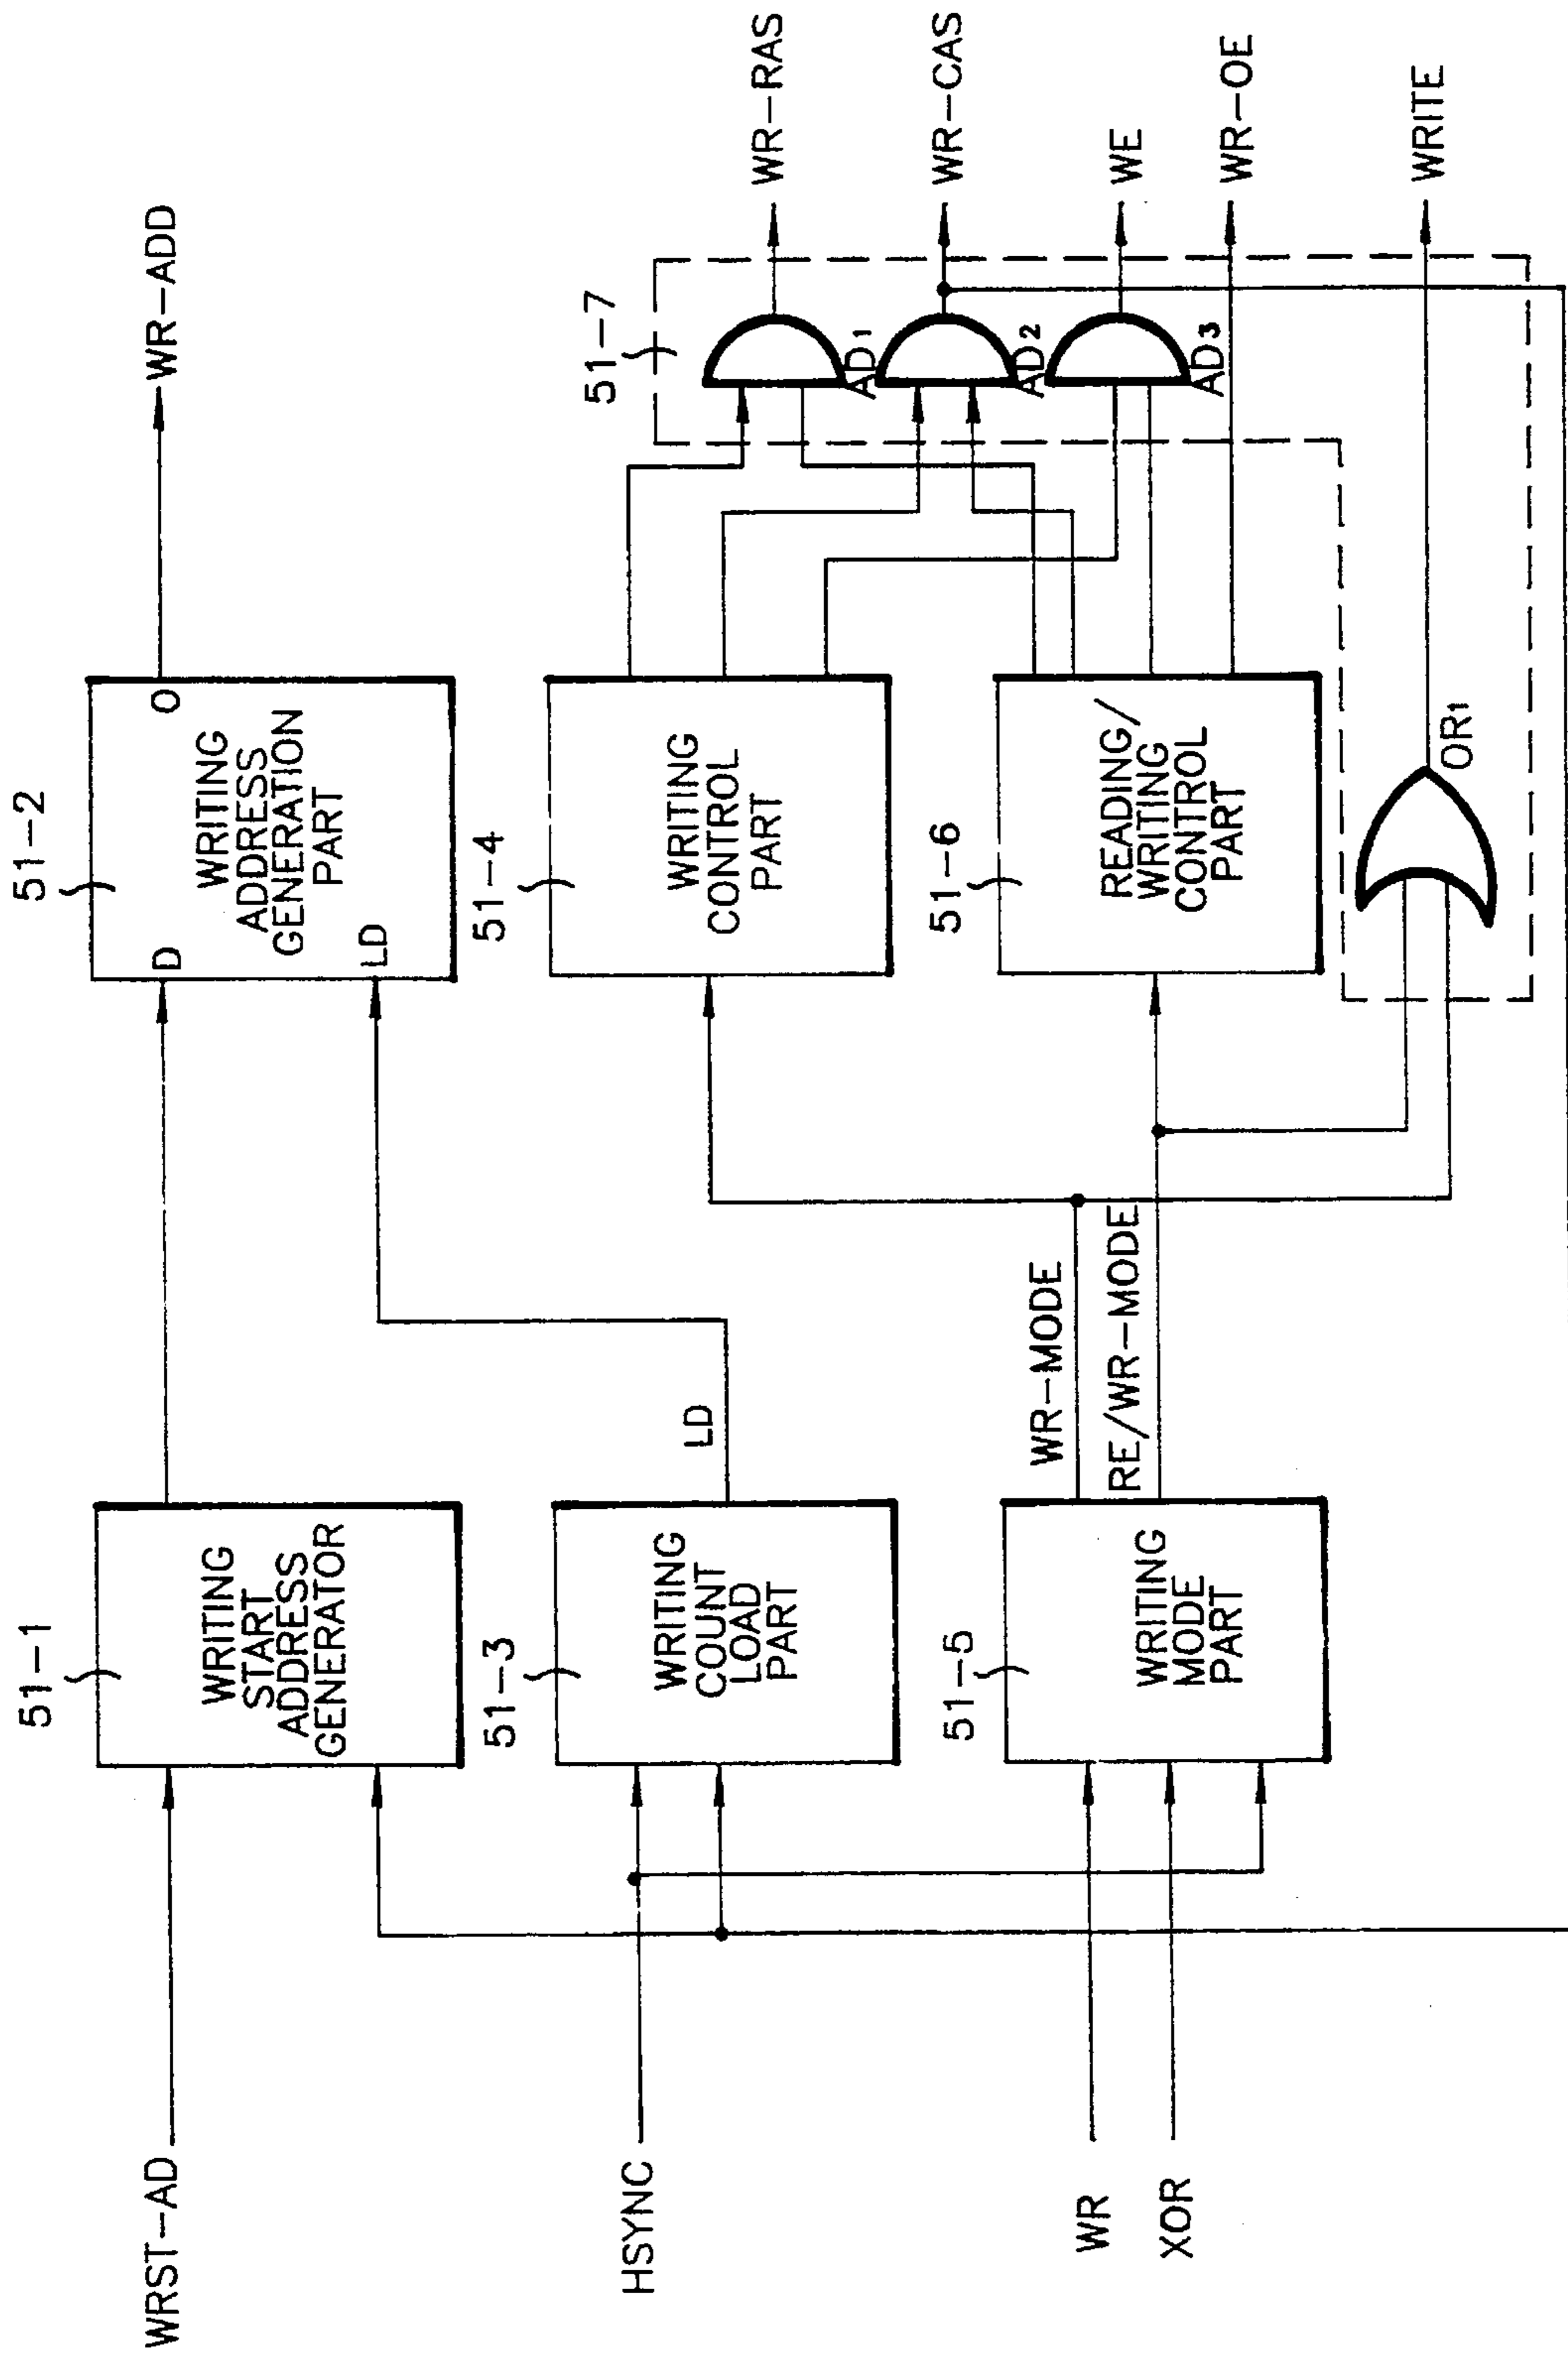 WRST-AD
51-1
WRITING
START
ADDRESS
GENERATOR
51-2
D
LD
WRITING
ADDRESS
GENERATION
PART
O
WR-ADD
HSYNC
51-3
WRITING
COUNT
LOAD
PART
LD
51-4
WRITING
CONTROL
PART
51-7
AD1
WR-RAS
AD2
WR-CAS
AD3
WE
WR-OE
WR
XOR
51-5
WRITING
MODE
PART
WR-MODE
RE/WR-MODE
51-6
READING/
WRITING
CONTROL
PART
OR1
WRITE